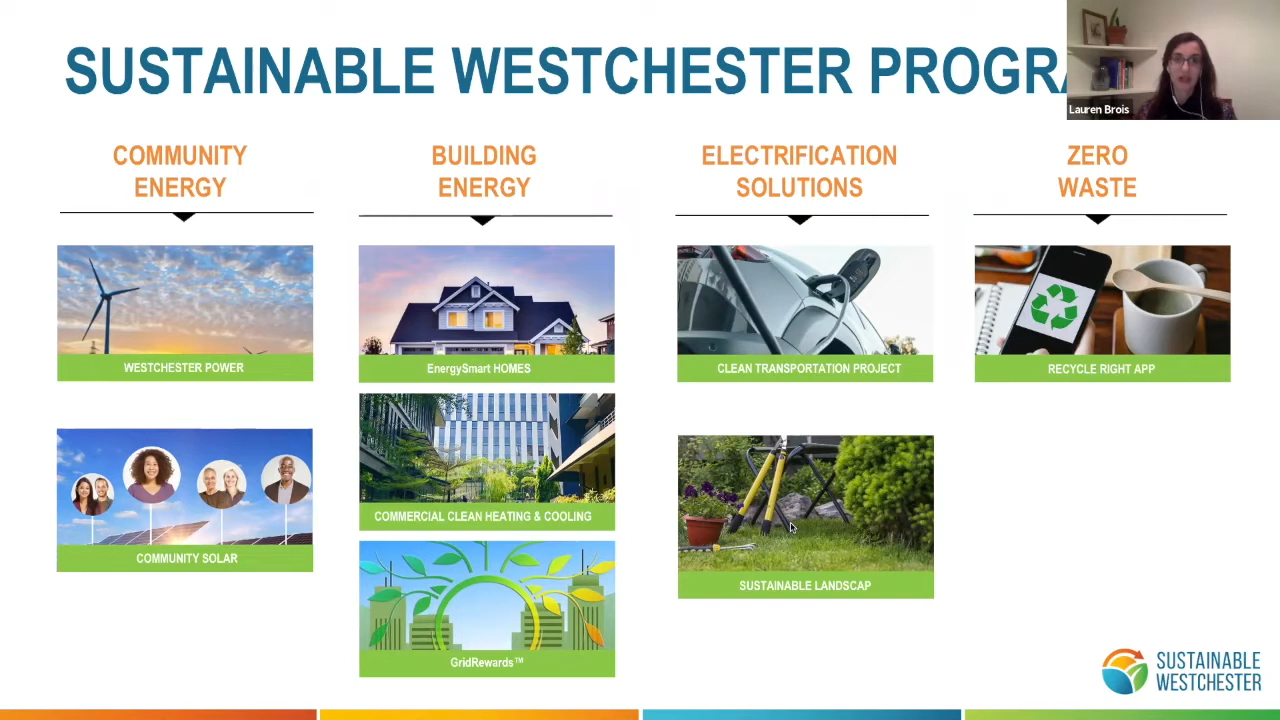 SUSTAINABLE WESTCHESTER PROGRA
Lauren Brois
COMMUNITY
ENERGY
BUILDING
ENERGY
ELECTRIFICATION
SOLUTIONS
ZERO
WASTE
WESTCHESTER POWER
EnergySmart HOMES
CLEAN TRANSPORTATION PROJECT
RECYCLE RIGHT APP
COMMERCIAL CLEAN HEATING & COOLING
COMMUNITY SOLAR
SUSTAINABLE LANDSCAP
GridRewards™
SUSTAINABLE
WESTCHESTER